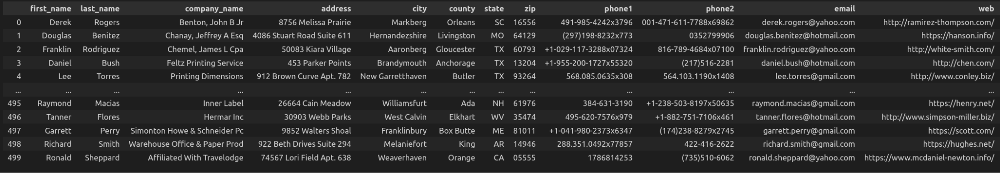 first_name last_name company_name address city county state zip phone1 phone2 email web
0 Derek Rogers Benton, John B Jr 8756 Melissa Prairie Markberg Orleans SC 16556 491-985-4242x3796 001-471-611-7788x69862 derek.rogers@yahoo.com http://ramirez-thompson.com/
1 Douglas Benitez Chanay, Jeffrey A Esq 4086 Stuart Road Suite 611 Hernandezshire Livingston MO 64129 (297)198-8232x773 0352799906 douglas.benitez@hotmail.com https://hanson.info/
2 Franklin Rodriguez Chemel, James L Cpa 50083 Kiara Village Aaronberg Gloucester TX 60793 +1-029-117-3288x07324 816-789-4684x07100 franklin.rodriguez@yahoo.com http://white-smith.com/
3 Daniel Bush Feltz Printing Service 453 Parker Points Brandymouth Anchorage TX 13204 +1-955-200-1727x55320 (217)516-2281 daniel.bush@hotmail.com http://chen.com/
4 Lee Torres Printing Dimensions 912 Brown Curve Apt. 782 New Garretthaven Butler TX 93264 568.085.0635x308 564.103.1190x1408 lee.torres@gmail.com http://www.conley.biz/
... ... ... ... ... ... ... ... ... ... ... ... ...
495 Raymond Macias Inner Label 26664 Cain Meadow Williamsfurt Ada NH 61976 384-631-3190 +1-238-503-8197x50635 raymond.macias@gmail.com https://henry.net/
496 Tanner Flores Hermar Inc 30903 Webb Parks West Calvin Elkhart WV 35474 495-620-7576x979 +1-882-751-7106x461 tanner.flores@hotmail.com http://www.simpson-miller.biz/
497 Garrett Perry Simonton Howe & Schneider Pc 9852 Walters Shoal Franklinbury Box Butte ME 81011 +1-041-980-2373x6347 (174)238-8279x2745 garrett.perry@gmail.com https://scott.com/
498 Richard Smith Warehouse Office & Paper Prod 922 Beth Drives Suite 294 Melaniefort King AR 14946 288.351.0492x77857 422-416-2622 richard.smith@gmail.com https://hughes.net/
499 Ronald Sheppard Affiliated With Travelodge 74567 Lori Field Apt. 638 Weaverhaven Orange CA 05555 1786814253 (735)510-6062 ronald.sheppard@yahoo.com https://www.mcdaniel-newton.info/